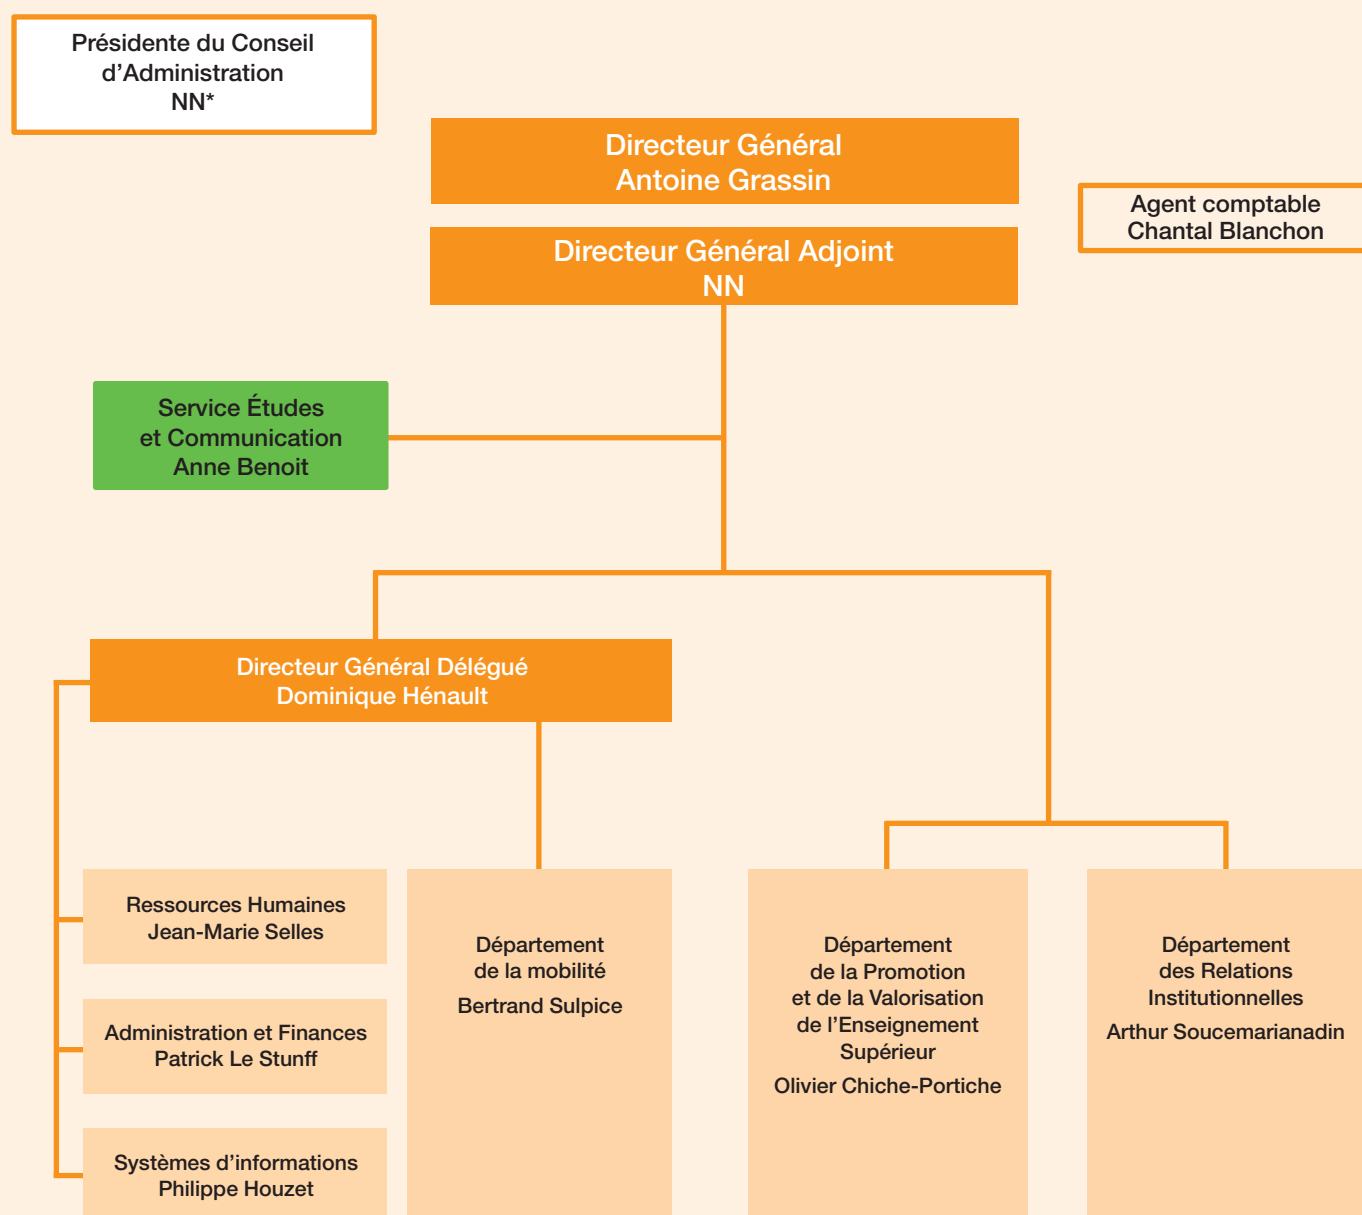 Présidente du Conseil
d’Administration
NN*
Directeur Général
Antoine Grassin
Agent comptable
Chantal Blanchon
Directeur Général Adjoint
NN
Service Études
et Communication
Anne Benoit
Directeur Général Délégué
Dominique Hénault
Ressources Humaines
Jean-Marie Selles
Administration et Finances
Patrick Le Stunff
Systèmes d’informations
Philippe Houzet
Département
de la mobilité
Bertrand Sulpice
Département
de la Promotion
et de la Valorisation
de l’Enseignement
Supérieur
Olivier Chiche-Portiche
Département
des Relations
Institutionnelles
Arthur Soucemarianadin